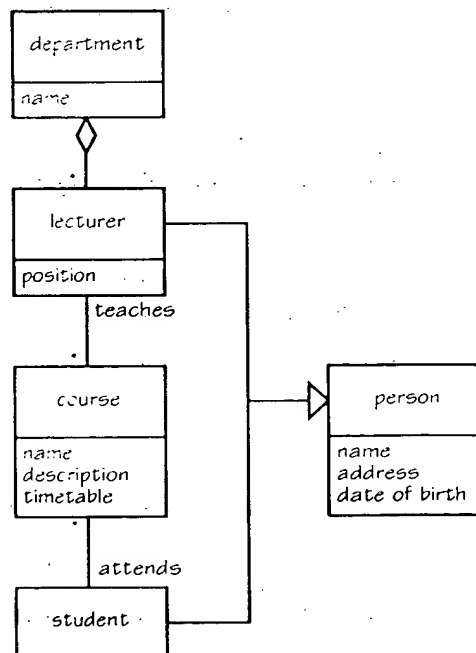 department
name
lecturer
position
teaches
course
name
description
timetable
attends
student
person
name
address
date of birth